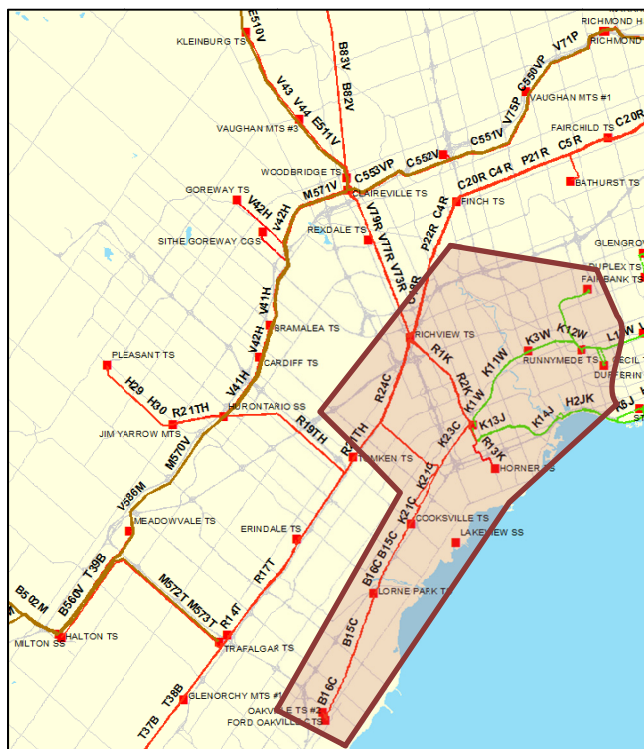 E510V
KLEINBURG TS
B83V
B82V
RICHMOND H
RICHMOND
V71P
C550VP
V75P
VAUGHAN MTS #1
V43
V44
E511V
VAUGHAN MTS #3
FAIRCHILD TS
C20R
C551V
C552V
C5R
P21R
WOODBRIDGE TS
C553VP
M571V
CLAIREVILLE TS
C4R
C20R
BATHURST TS
GOREWAY TS
V42H
V42H
FINCH TS
C4R
P22R
V79R
V77R
V73R
REXDALE TS
SITHE GOREWAY CGS
C18R
GLENGROV
DUPLEX TS
FAIRBANK TS
V41H
BRAMALEA TS
V42H
CARDIFF TS
RICHVIEW TS
R1K
K3W
K12W
RUNNYMEDE TS
CECIL T
DUFFERIN
PLEASANT TS
H29
H30
R21TH
V41H
HURONTARIO SS
JIM YARROW MTS
R24C
R2K
K11W
K1W
H2JK
K6J
K13J
K14J
R19TH
R21TH
K23C
R13K
TOMKEN TS
K21C
HORNER TS
M570V
V586M
MEADOWVALE TS
ERINDALE TS
K21C
COOKSVILLE TS
LAKEVIEW SS
B15C
B16C
R17T
T39B
B560V
B502M
M572T
M573T
R14T
LORNE PARK TS
B15C
HALTON TS
MILTON SS
TRAFALGAR TS
GLENORCHY MTS #1
T38B
T37B
B16C
OAKVILLE TS #2
FORD OAKVILLE CTS